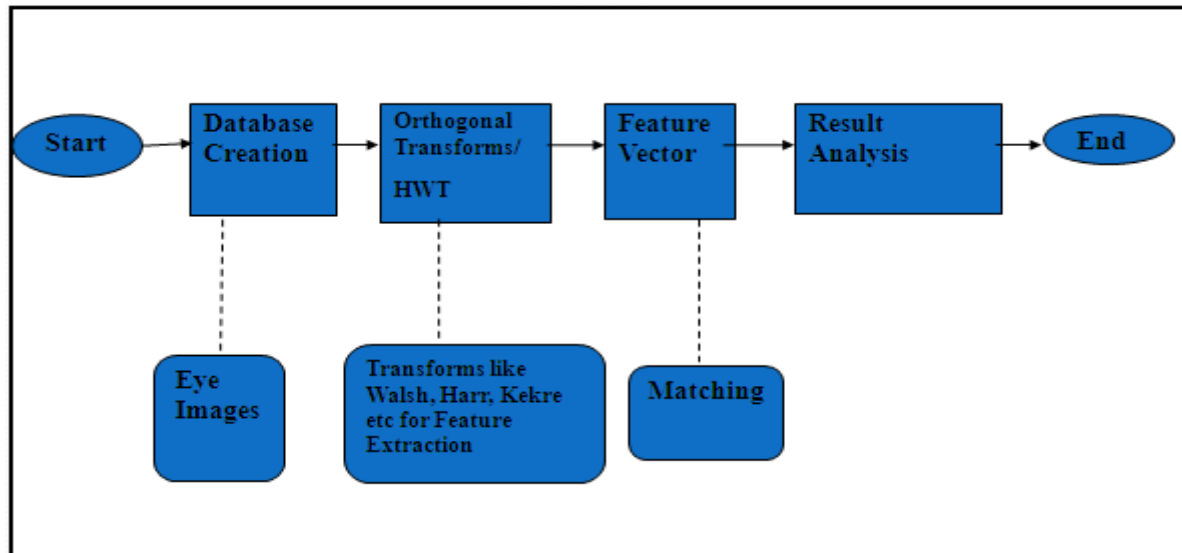 Start
Database
Creation
Orthogonal
Transforms/
HWT
Feature
Vector
Result
Analysis
End
Eye
Images
Transforms like
Walsh, Harr, Kekre
etc for Feature
Extraction
Matching